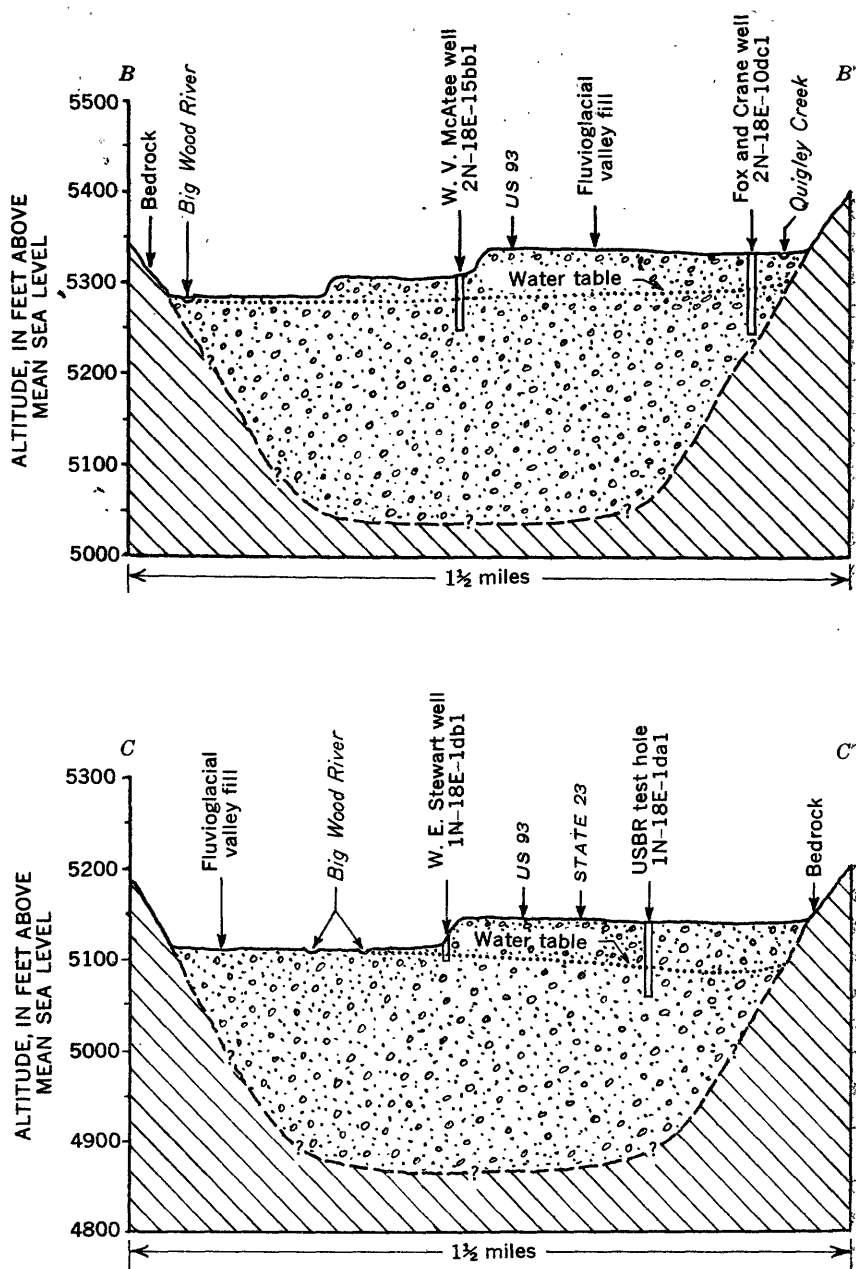 B
B'
5500
5400
5300
5200
5100
5000
ALTITUDE, IN FEET ABOVE
MEAN SEA LEVEL
Bedrock
Big Wood River
W. V. McAtee well
2N-18E-15bb1
US 93
Fluvioglacial
valley fill
Fox and Crane well
2N-18E-10dc1
Quigley Creek
Water table
?
?
?
?
?
?
1½ miles
C
C'
5300
5200
5100
5000
4900
4800
ALTITUDE, IN FEET ABOVE
MEAN SEA LEVEL
Fluvioglacial
valley fill
Big Wood River
W. E. Stewart well
1N-18E-1db1
US 93
STATE 23
USBR test hole
1N-18E-1da1
Bedrock
Water table
?
?
?
?
?
1½ miles